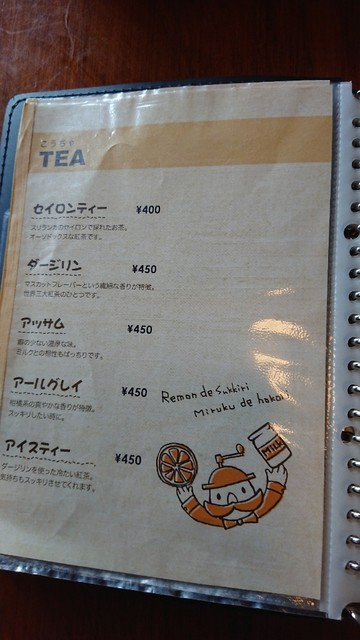 こうちゃ
TEA
セイロンティー ¥400
スリランカのセイロンで採れたお茶。
オーソドックスな紅茶です。
ダージリン ¥450
マスカットフレーバーという繊細な香りが特徴。
世界三大紅茶のひとつです。
アッサム ¥450
癖の少ない濃厚な味。
ミルクとの相性もばっちりです。
アールグレイ ¥450
柑橘系の爽やかな香りが特徴。
スッキリしたい時に。
アイスティー ¥450
ダージリンを使った冷たい紅茶。
気持ちもスッキリさせてくれます。
Remon de Sukkiri
Miruku de hokori
MILK